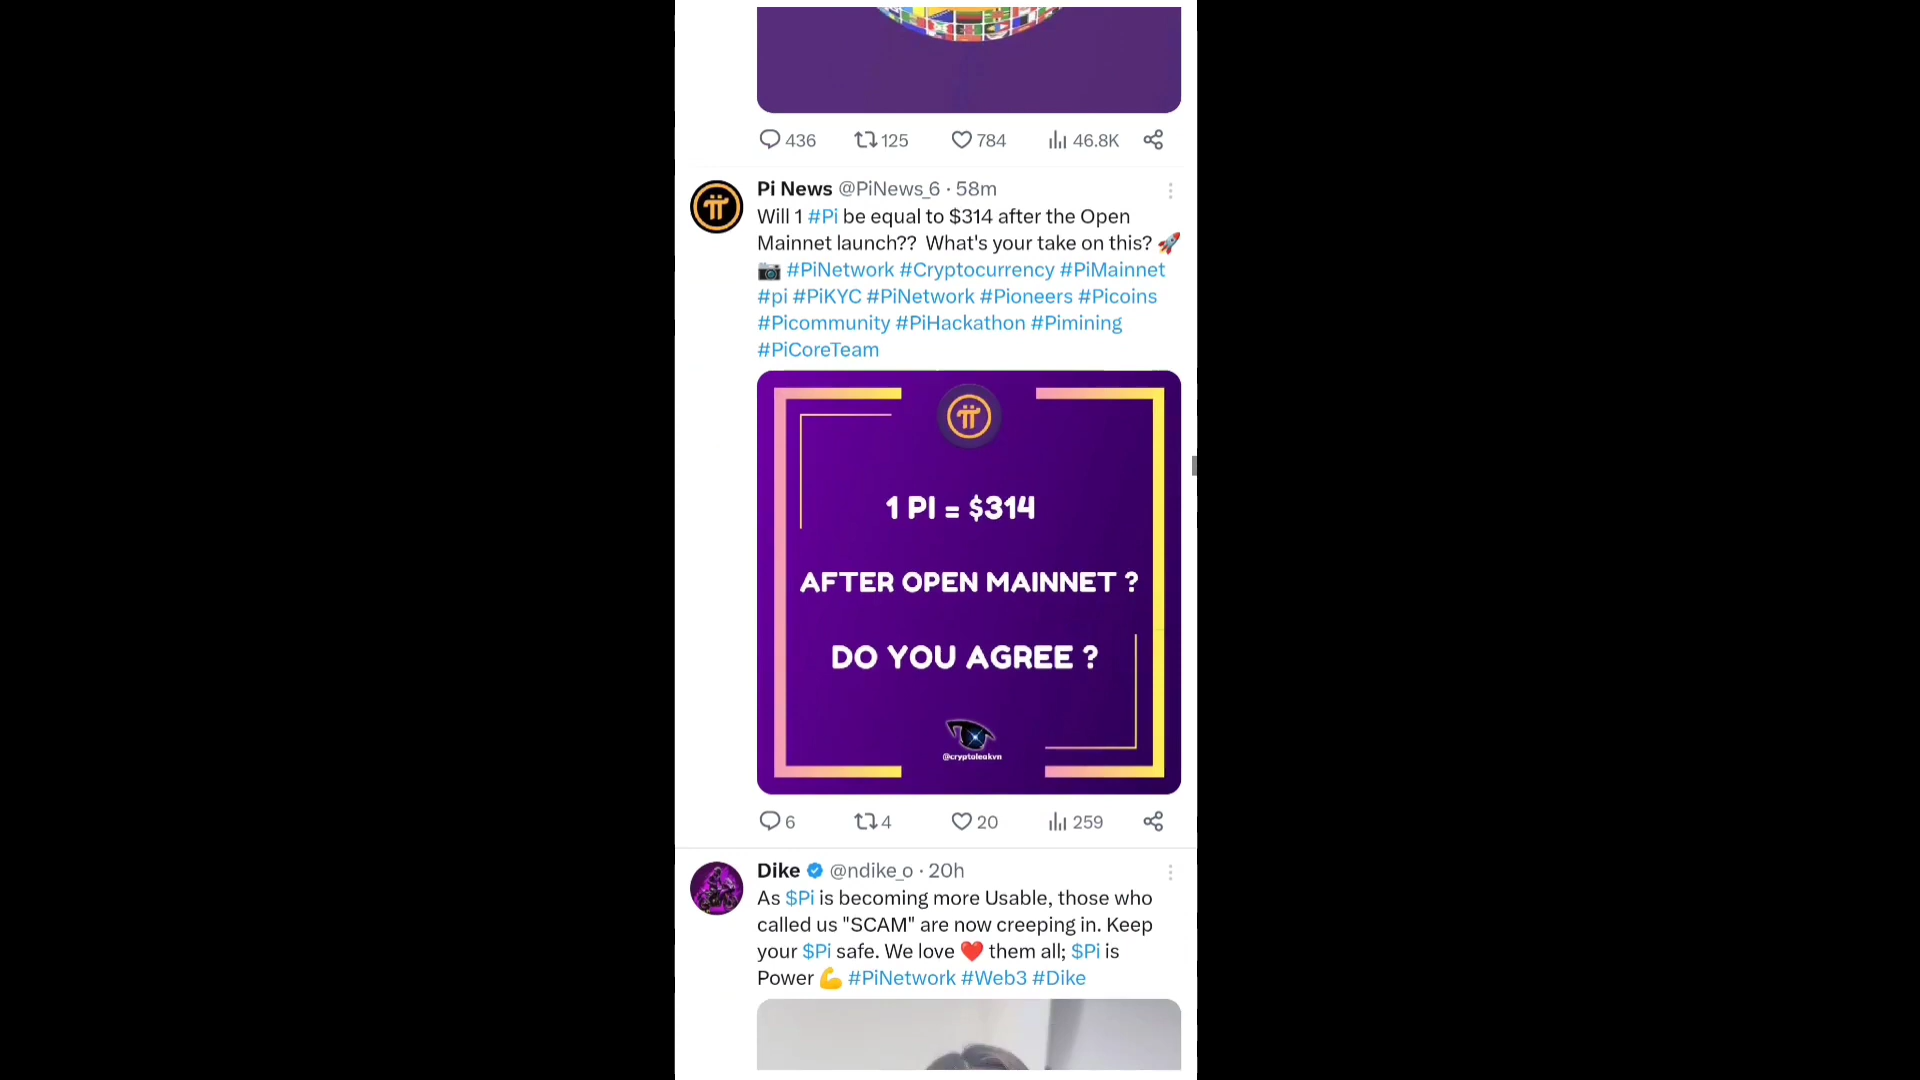 436 125 784 46.8K
Pi News @PiNews_6 · 58m
Will 1 #Pi be equal to $314 after the Open
Mainnet launch?? What's your take on this? 🚀
📷 #PiNetwork #Cryptocurrency #PiMainnet
#pi #PiKYC #PiNetwork #Pioneers #Picoins
#Picommunity #PiHackathon #Pimining
#PiCoreTeam
1 PI = $314
AFTER OPEN MAINNET ?
DO YOU AGREE ?
@cryptoleakvn
6 4 20 259
Dike @ndike_o · 20h
As $Pi is becoming more Usable, those who
called us "SCAM" are now creeping in. Keep
your $Pi safe. We love ❤️ them all; $Pi is
Power 💪 #PiNetwork #Web3 #Dike